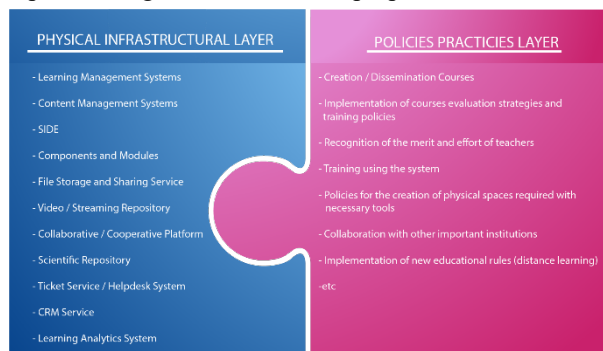 PHYSICAL INFRASTRUCTURAL LAYER
- Learning Management Systems
- Content Management Systems
- SIDE
- Components and Modules
- File Storage and Sharing Service
- Video / Streaming Repository
- Collaborative / Cooperative Platform
- Scientific Repository
- Ticket Service / Helpdesk System
- CRM Service
- Learning Analytics System
POLICIES PRACTICIES LAYER
- Creation / Dissemination Courses
- Implementation of courses evaluation strategies and
training policies
- Recognition of the merit and effort of teachers
- Training using the system
- Policies for the creation of physical spaces required with
necessary tools
- Collaboration with other important institutions
- Implementation of new educational rules (distance learning)
-etc